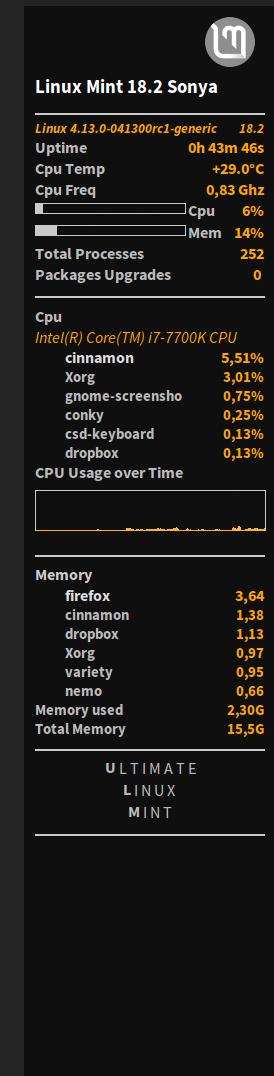 Linux Mint 18.2 Sonya
Linux 4.13.0-041300rc1-generic 18.2
Uptime 0h 43m 46s
Cpu Temp +29.0°C
Cpu Freq 0,83 Ghz
Cpu 6%
Mem 14%
Total Processes 252
Packages Upgrades 0
Cpu
Intel(R) Core(TM) i7-7700K CPU
cinnamon 5,51%
Xorg 3,01%
gnome-screensho 0,75%
conky 0,25%
csd-keyboard 0,13%
dropbox 0,13%
CPU Usage over Time
Memory
firefox 3,64
cinnamon 1,38
dropbox 1,13
Xorg 0,97
variety 0,95
nemo 0,66
Memory used 2,30G
Total Memory 15,5G
ULTIMATE
LINUX
MINT